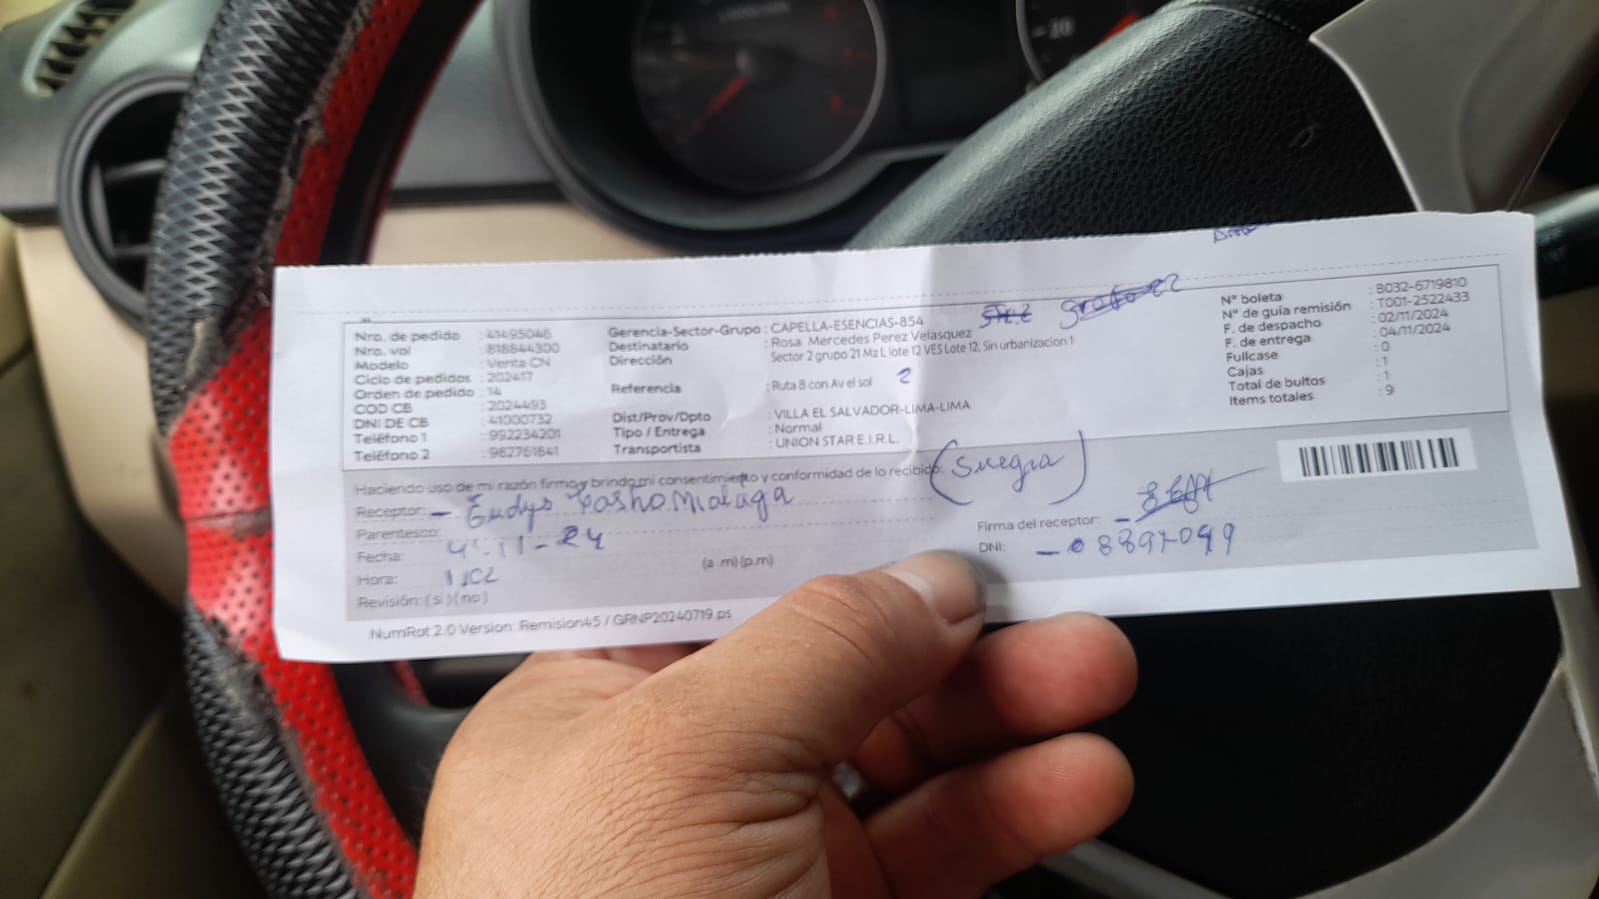 Nro. de pedido : 41495046
Nro. vol : 818844300
Modelo : Venta CN
Ciclo de pedidos : 202417
Orden de pedido : 14
COD CB : 2024493
DNI DE CB : 41000732
Teléfono 1 : 992234201
Teléfono 2 : 982761841
Gerencia-Sector-Grupo : CAPELLA-ESENCIAS-854
Destinatario : Rosa Mercedes Perez Velasquez
Dirección : Sector 2 grupo 21 Mz L lote 12 VES Lote 12, Sin urbanizacion 1
Referencia : Ruta B con Av el sol 2
Dist/Prov/Dpto : VILLA EL SALVADOR-LIMA-LIMA
Tipo / Entrega : Normal
Transportista : UNION STAR E.I.R.L.
N° boleta : B032-6719810
N° de guía remisión : T001-2522433
F. de despacho : 02/11/2024
F. de entrega : 04/11/2024
Fullcase : 0
Cajas : 1
Total de bultos : 1
Items totales : 9
Haciendo uso de mi razón firmo y brindo mi consentimiento y conformidad de lo recibido:
(Suegra)
Receptor: - Eudys
Parentesco:
Fecha: 4-11-24
Hora: (a.m) (p.m)
Revisión: ( si ) ( no )
Firma del receptor: -
DNI: -
NumRot 2.0 Version: Remision45 / GRNP20240719.ps